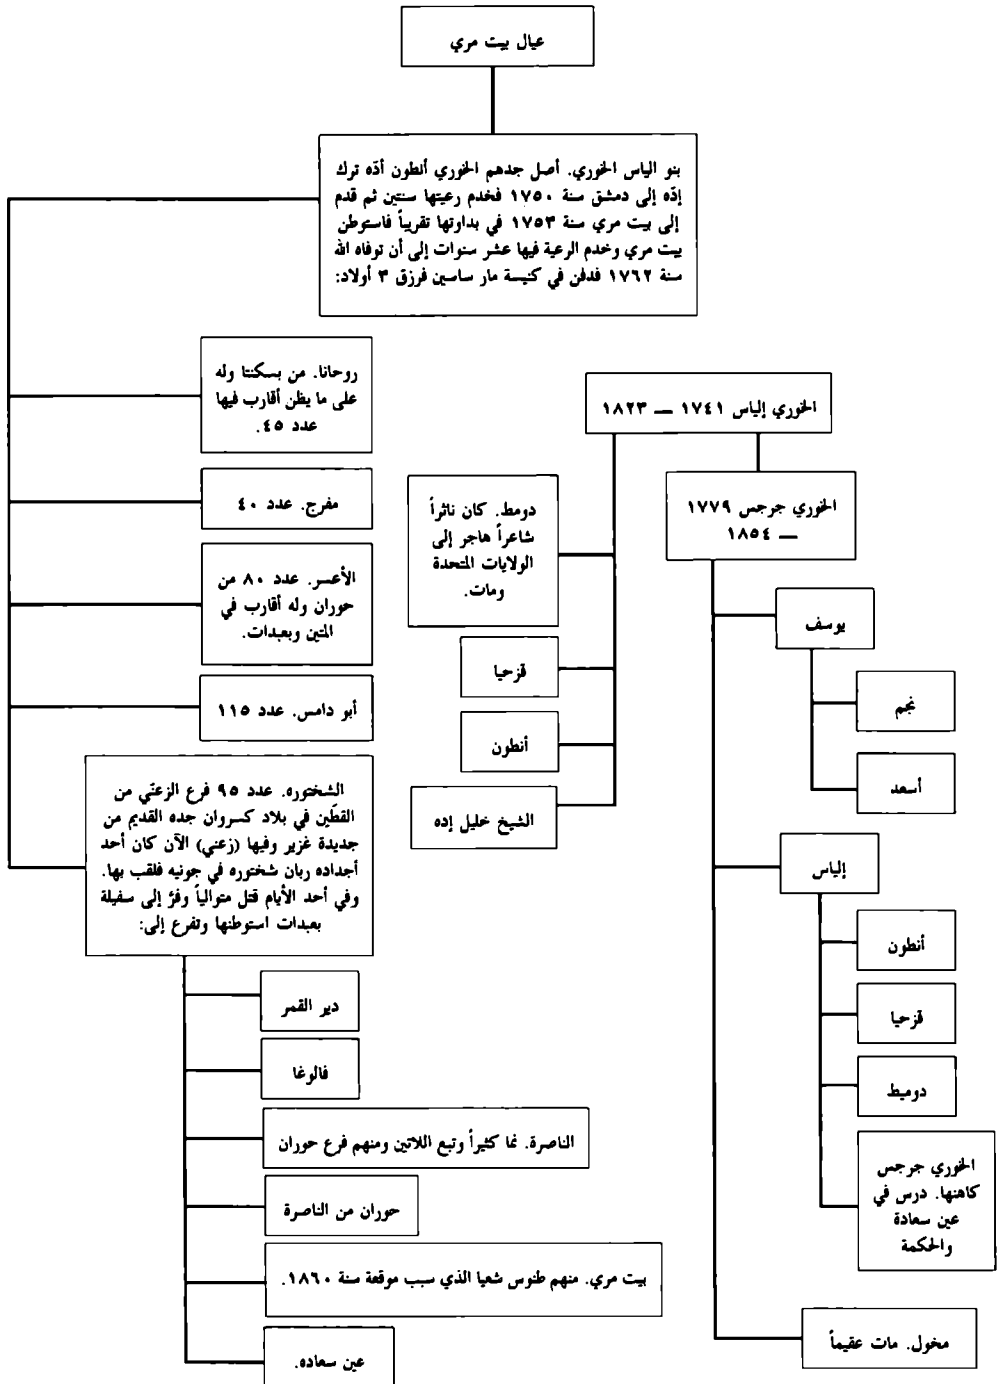 عيال بيت مري
بنو الياس الخوري. أصل جدهم الخوري أنطون أدّه ترك
إدّه إلى دمشق سنة ١٧٥٠ فخدم رعيتها سنتين ثم قدم
إلى بيت مري سنة ١٧٥٣ في بداوتها تقريباً فاستوطن
بيت مري وخدم الرعية فيها عشر سنوات إلى أن توفاه الله
سنة ١٧٦٢ فدفن في كنيسة مار ساسين فرزق ٣ أولاد:
الخوري إلياس ١٧٤١ — ١٨٢٣
الخوري جرجس ١٧٧٩
— ١٨٥٤
يوسف
نجم
أسعد
إلياس
أنطون
قزحيا
دوميط
الخوري جرجس
كاهنها. درس في
عين سعادة
والحكمة
مخول. مات عقيماً
دومط. كان ناثراً
شاعراً هاجر إلى
الولايات المتحدة
ومات.
قزحيا
أنطون
الشيخ خليل إده
روحانا. من بسكنتا وله
على ما يظن أقارب فيها
عدد ٤٥.
مفرج. عدد ٤٠
الأعسر. عدد ٨٠ من
حوران وله أقارب في
المتين وبعبدات.
أبو دامس. عدد ١١٥
الشختوره. عدد ٩٥ فرع الزعنّي من
القطّين في بلاد كسروان جده القديم من
جديدة غزير وفيها (زعني) الآن كان أحد
أجداده ربان شختوره في جونيه فلقب بها.
وفي أحد الأيام قتل متوالياً وفرّ إلى سفيلة
بعبدات استوطنها وتفرع إلى:
دير القمر
فالوغا
الناصرة. نما كثيراً وتبع اللاتين ومنهم فرع حوران
حوران من الناصرة
بيت مري. منهم طنوس شعيا الذي سبب موقعة سنة ١٨٦٠.
عين سعاده.